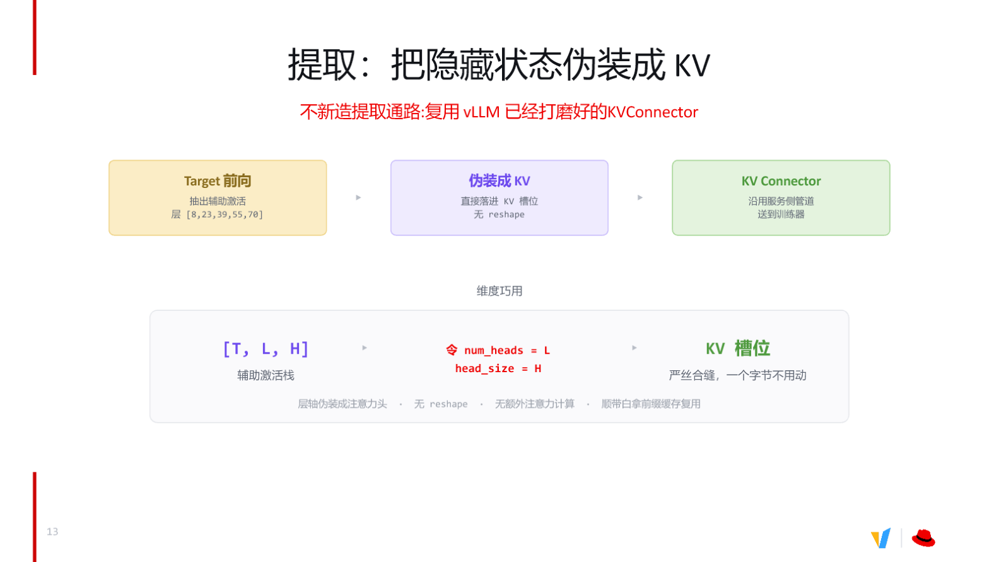 提取：把隐藏状态伪装成 KV
不新造提取通路:复用 vLLM 已经打磨好的KVConnector
Target 前向
抽出辅助激活
层 [8,23,39,55,70]
伪装成 KV
直接落进 KV 槽位
无 reshape
KV Connector
沿用服务侧管道
送到训练器
维度巧用
[T, L, H]
辅助激活栈
令 num_heads = L
head_size = H
KV 槽位
严丝合缝，一个字节不用动
层轴伪装成注意力头 · 无 reshape · 无额外注意力计算 · 顺带白拿前缀缓存复用
13